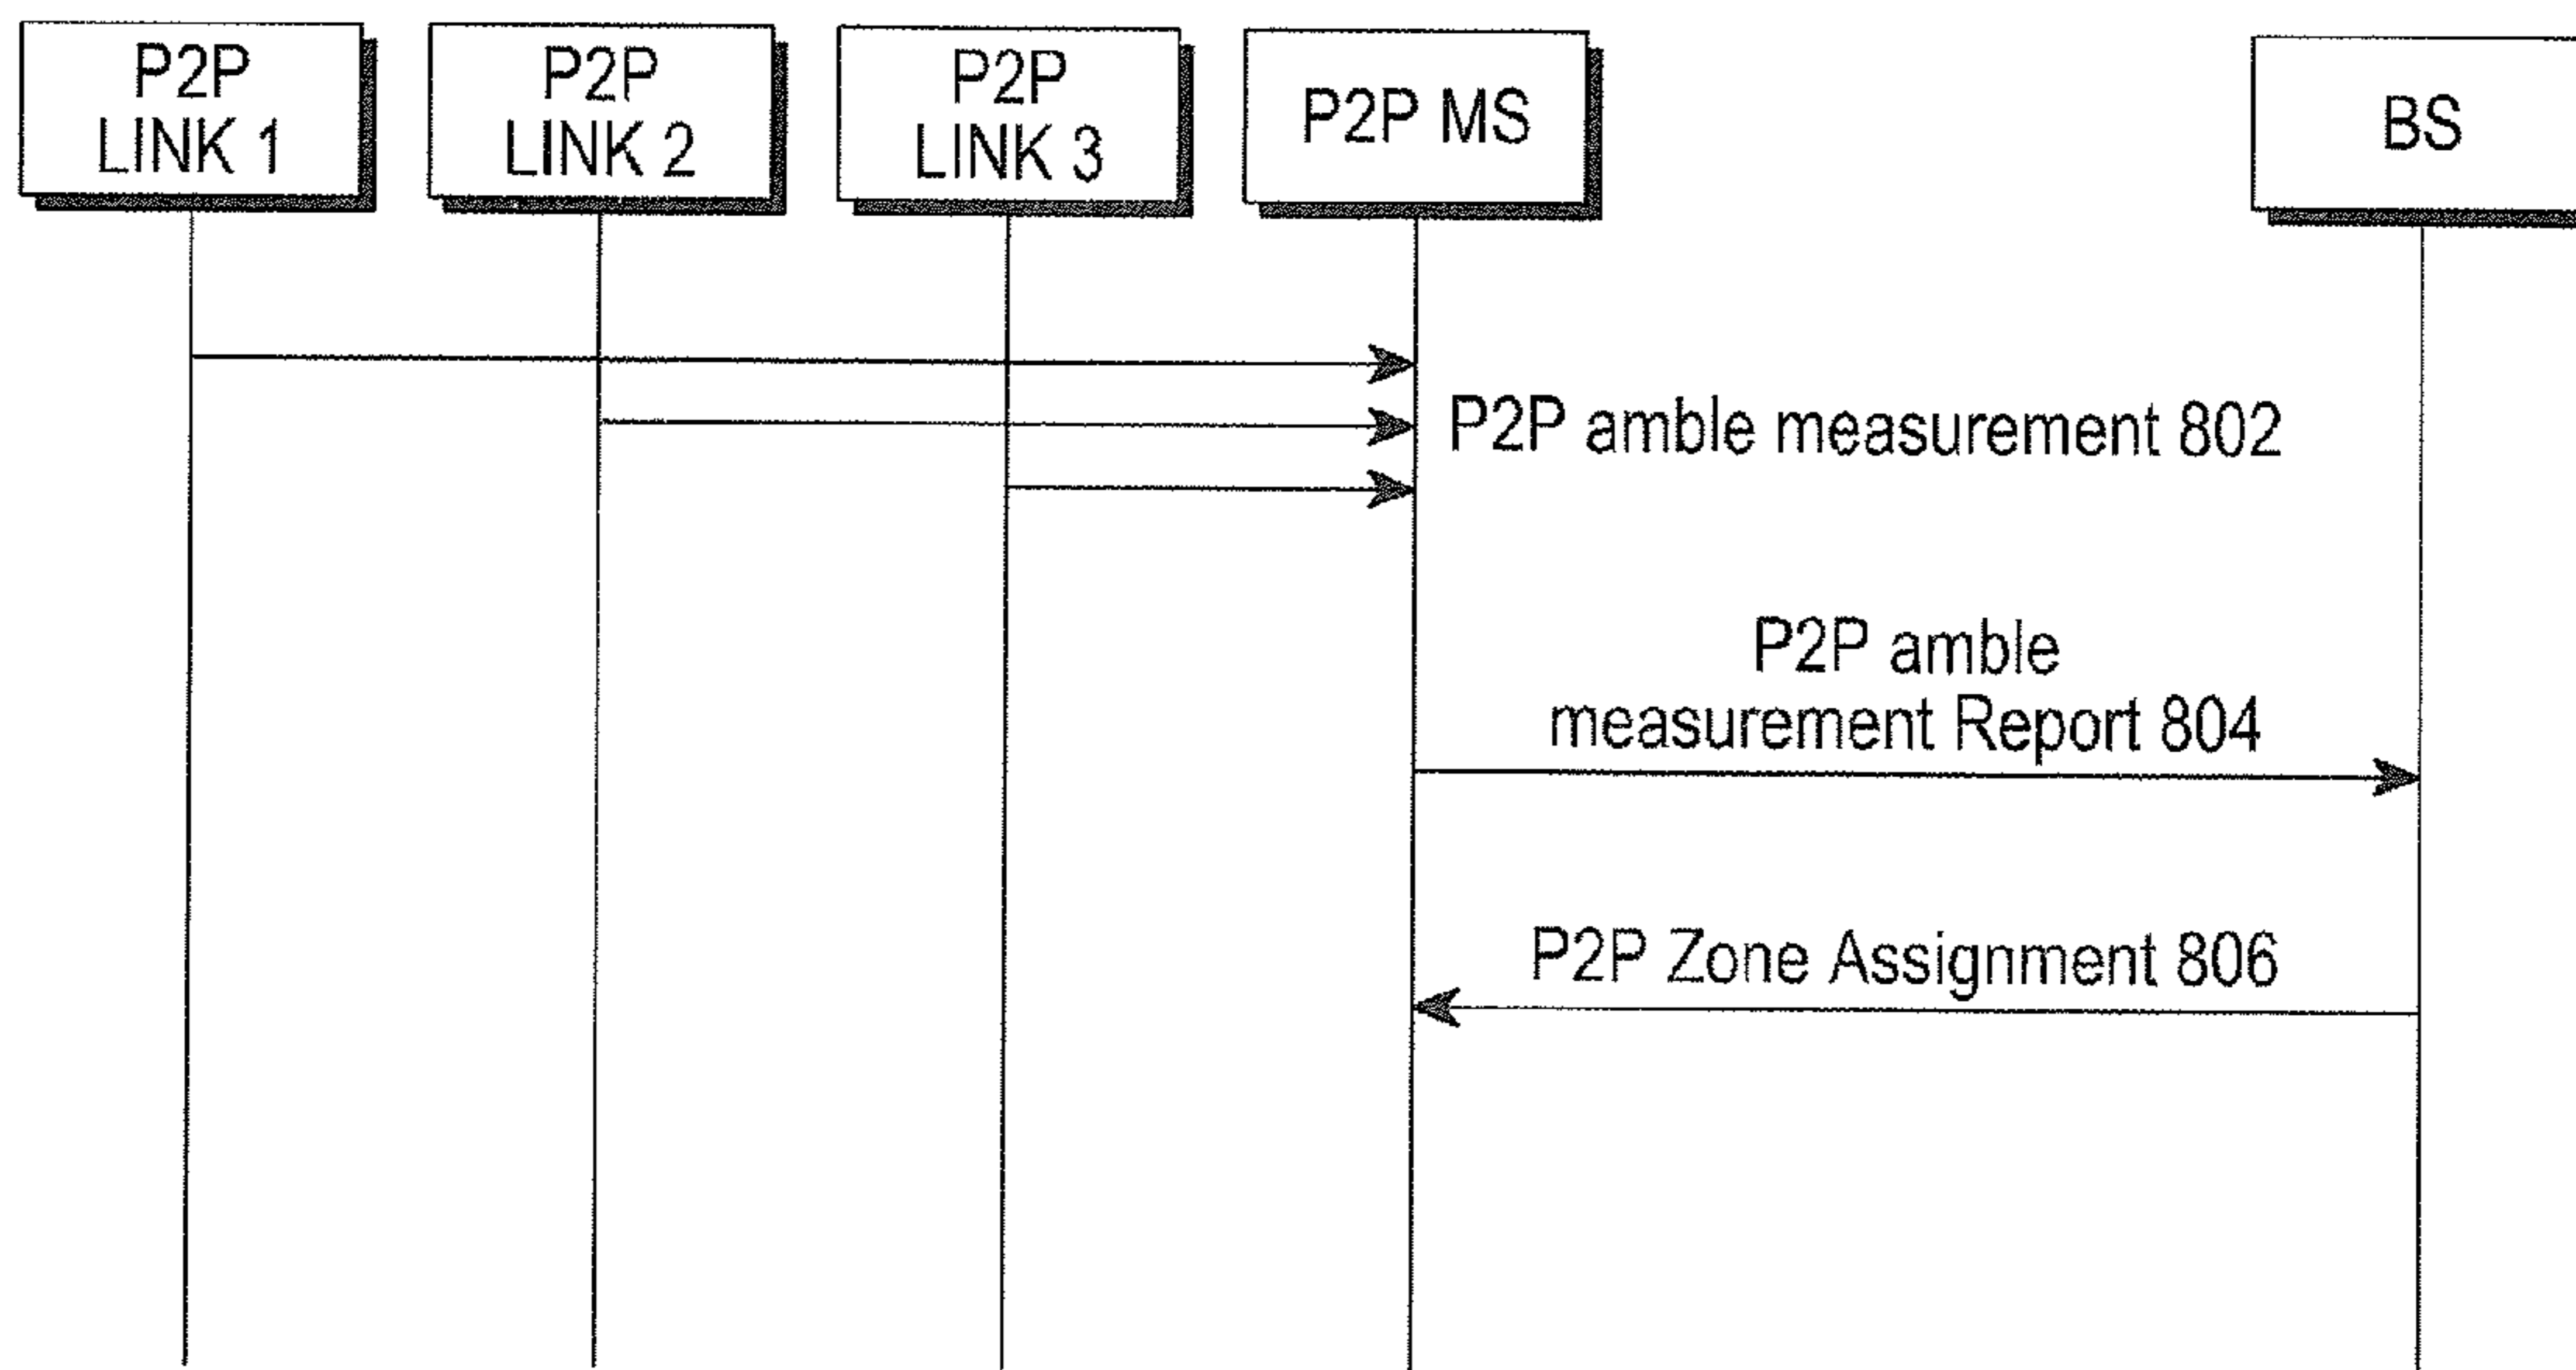 P2P
LINK 1
P2P
LINK 2
P2P
LINK 3
P2P MS
BS
P2P amble measurement 802
P2P amble
measurement Report 804
P2P Zone Assignment 806